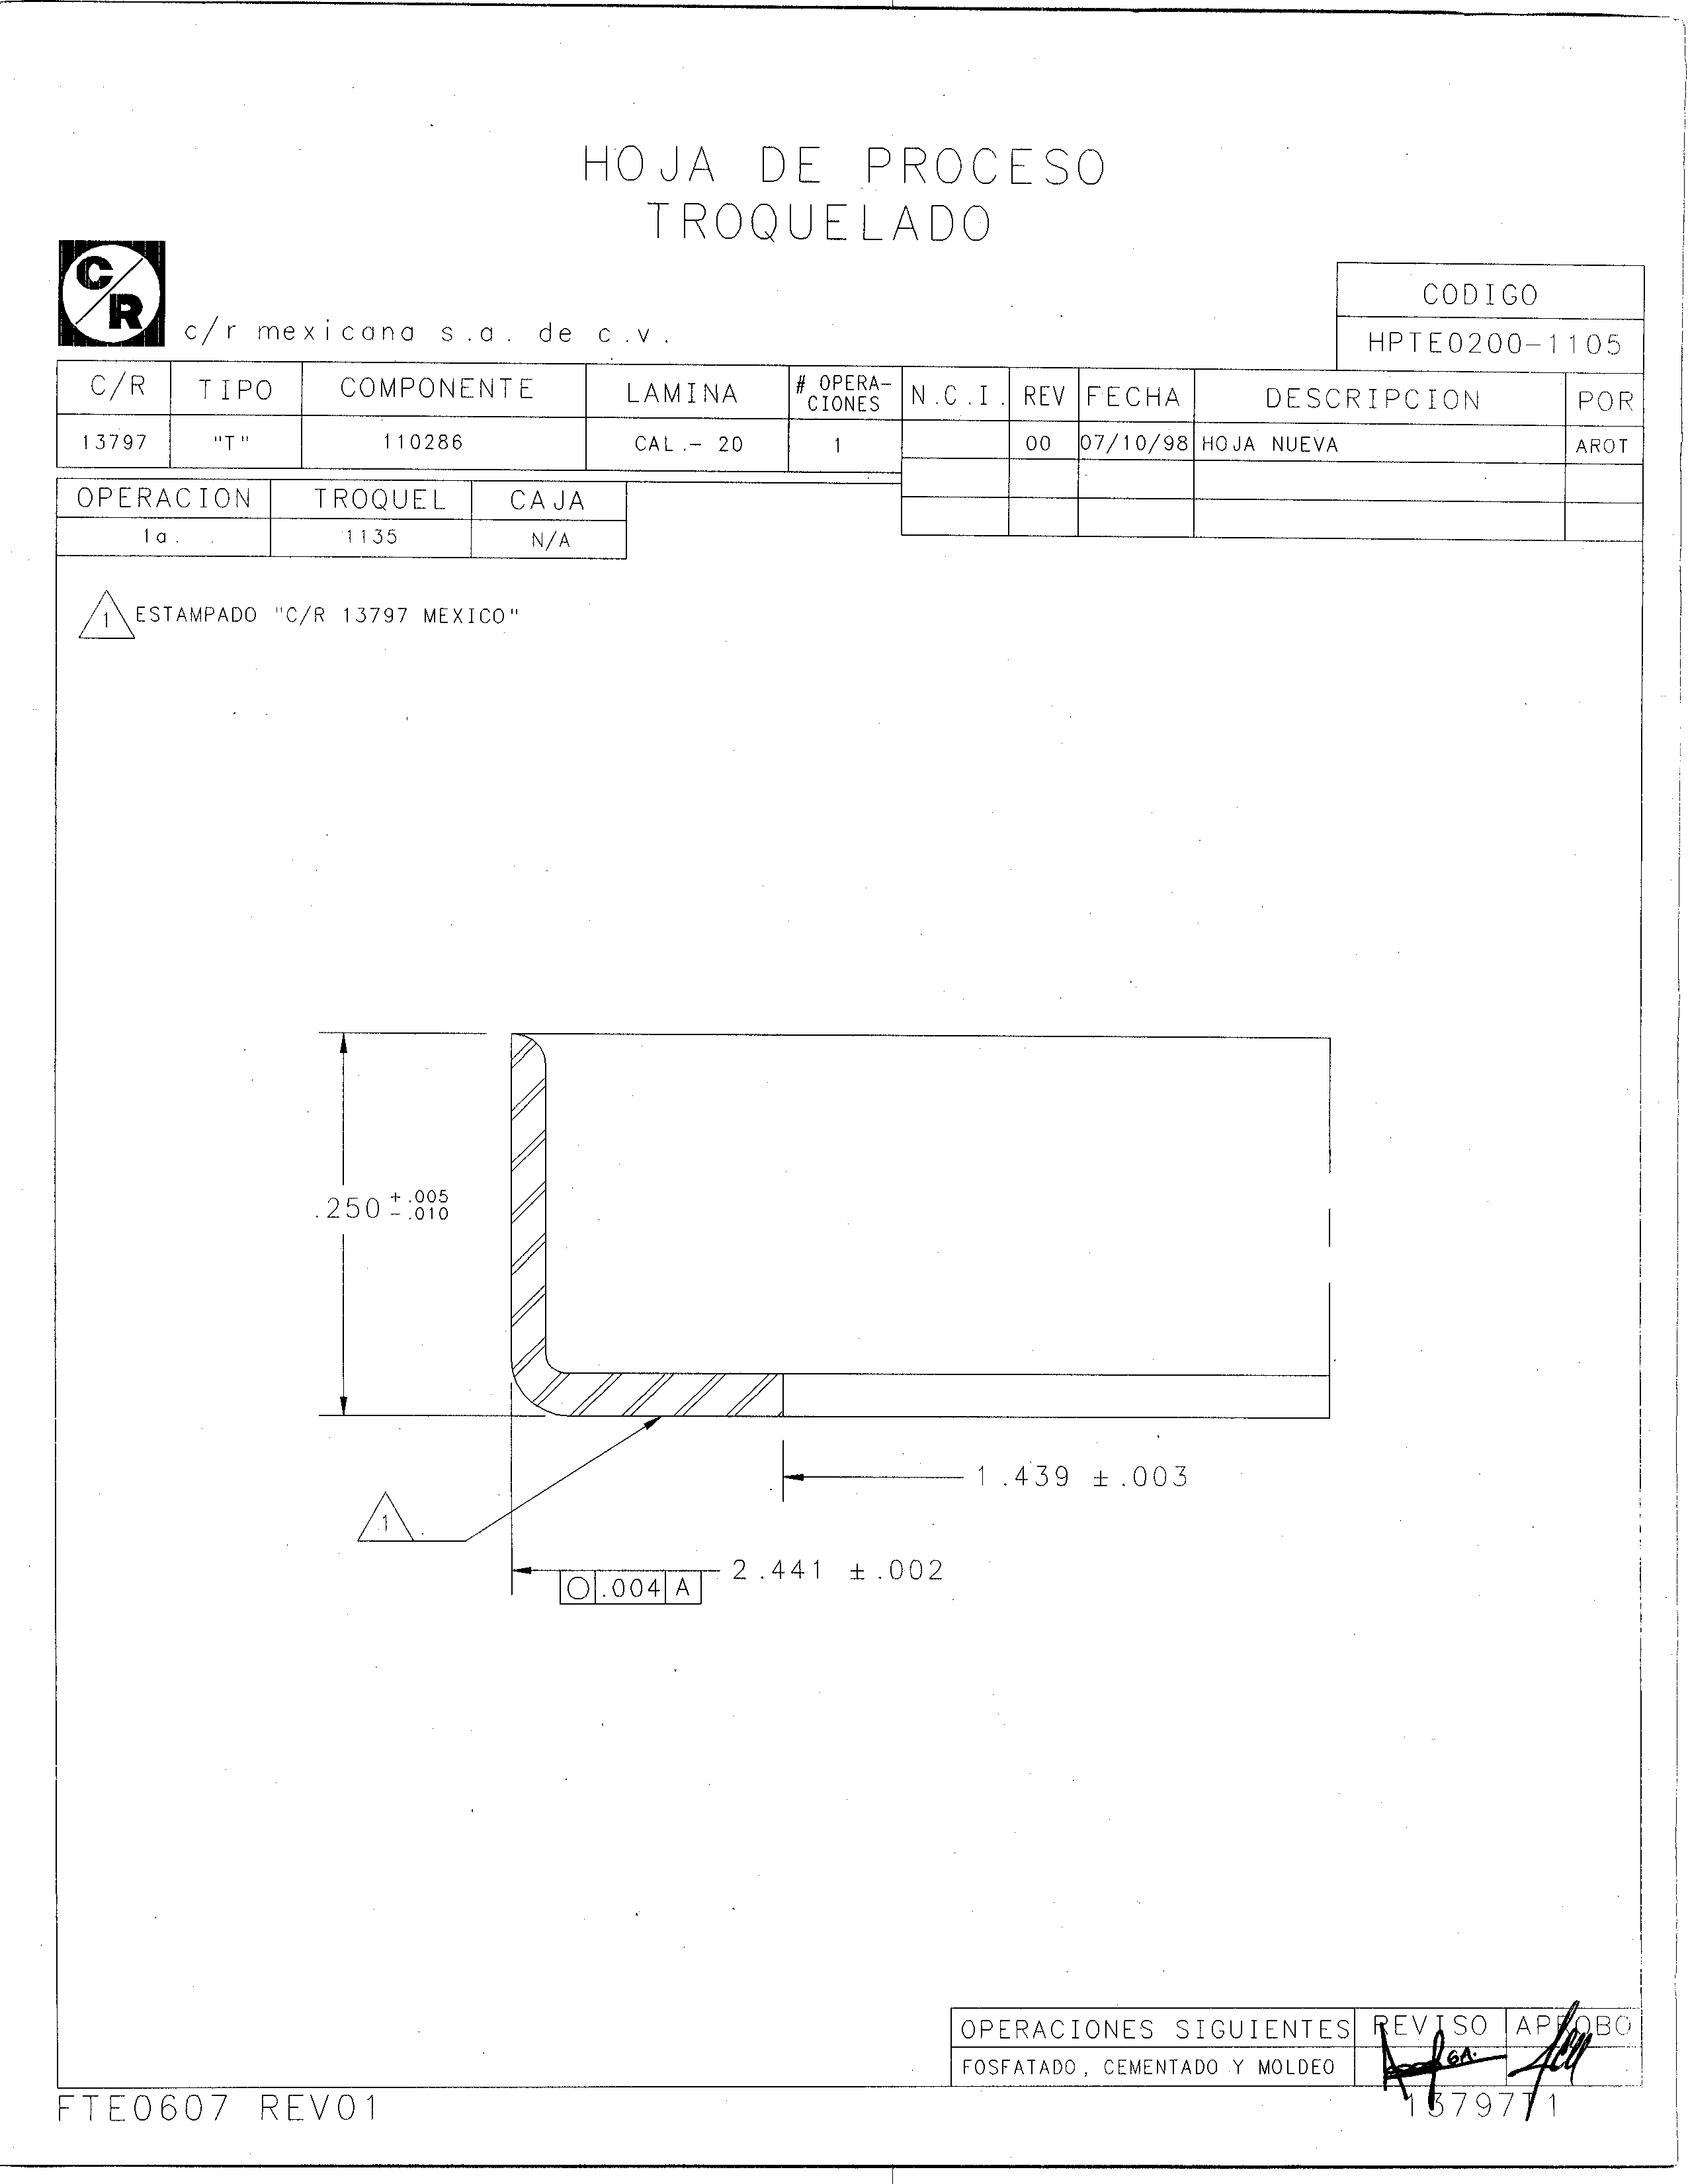 HOJA DE PROCESO
TROQUELADO
C/R
c/r mexicana s.a. de c.v.
CODIGO
HPTE0200-1105
C/R TIPO COMPONENTE LAMINA # OPERA-CIONES N.C.I. REV FECHA DESCRIPCION POR
13797 "T" 110286 CAL.- 20 1 00 07/10/98 HOJA NUEVA AROT
OPERACION TROQUEL CAJA
1a. 1135 N/A
1 ESTAMPADO "C/R 13797 MEXICO"
.250 +.005 -.010
1.439 ±.003
1
2.441 ±.002
○ .004 A
OPERACIONES SIGUIENTES REVISO APROBO
FOSFATADO, CEMENTADO Y MOLDEO GA.
FTE0607 REV01 13797T1